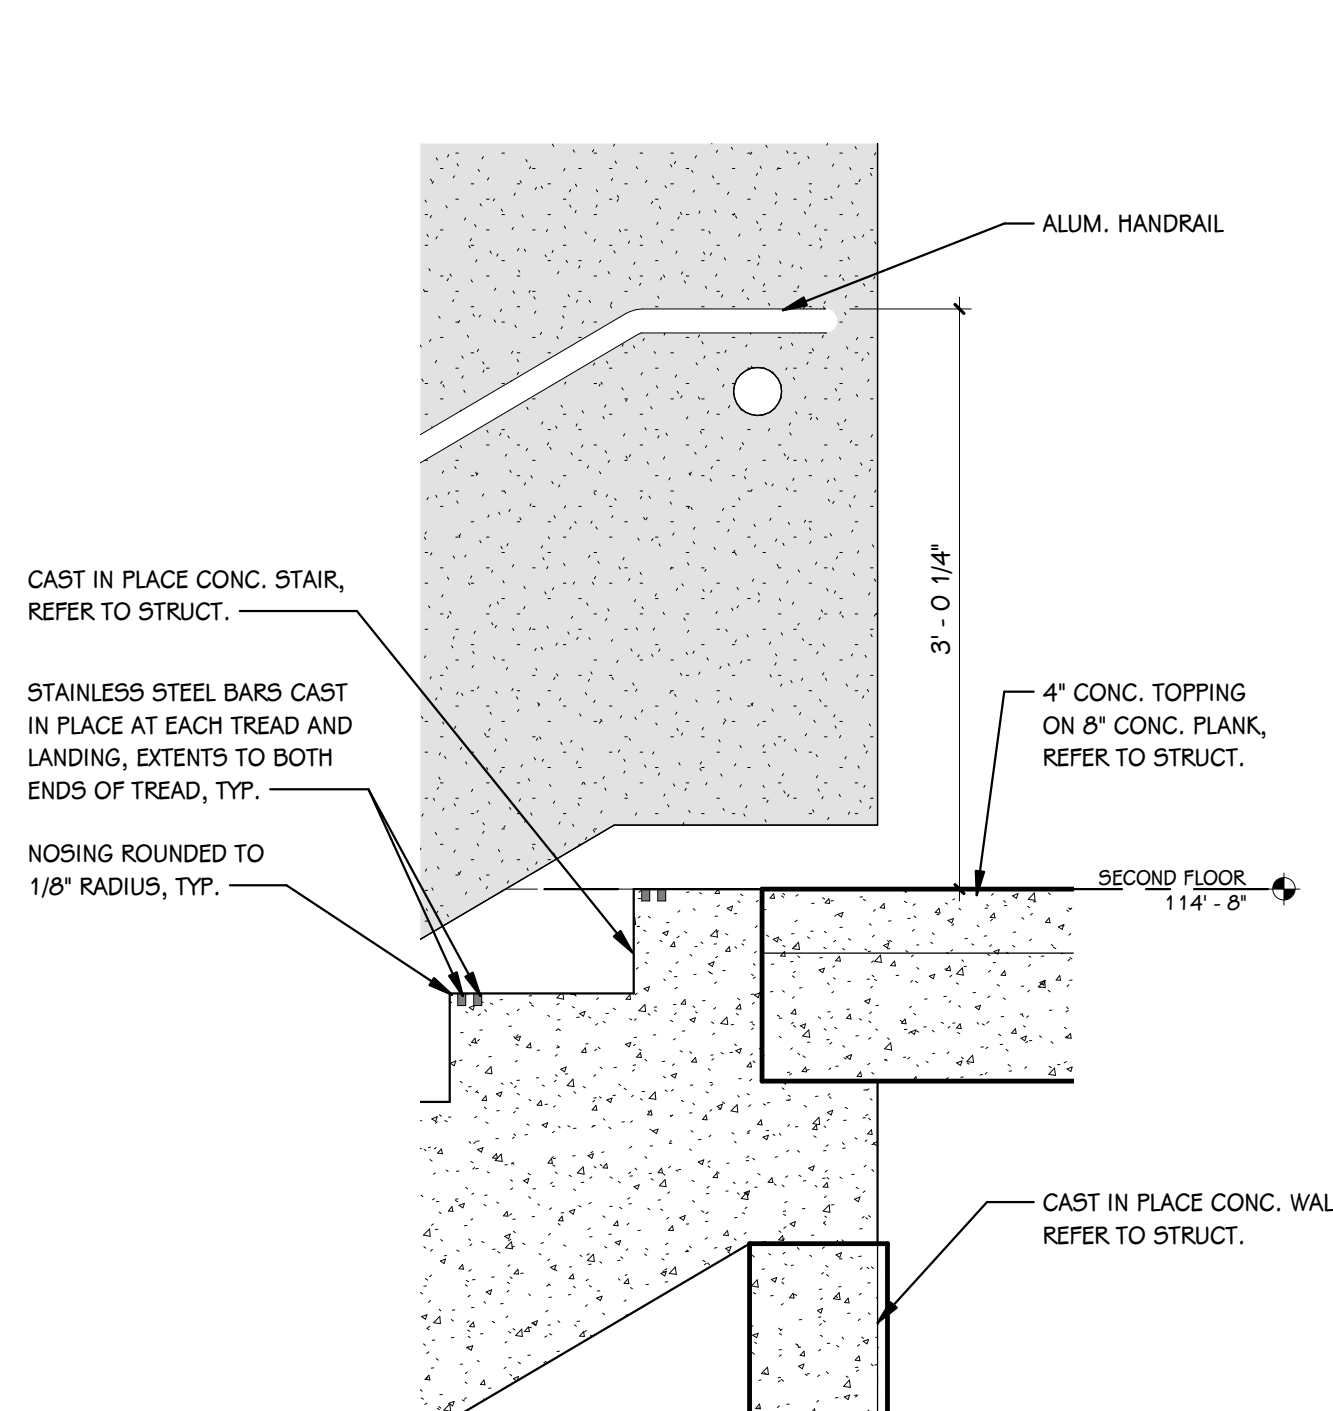 ALUM. HANDRAIL
3' - 0 1/4"
CAST IN PLACE CONC. STAIR,
REFER TO STRUCT.
STAINLESS STEEL BARS CAST
IN PLACE AT EACH TREAD AND
LANDING, EXTENTS TO BOTH
ENDS OF TREAD, TYP.
NOSING ROUNDED TO
1/8" RADIUS, TYP.
4" CONC. TOPPING
ON 8" CONC. PLANK,
REFER TO STRUCT.
SECOND FLOOR
114' - 8"
CAST IN PLACE CONC. WAL
REFER TO STRUCT.